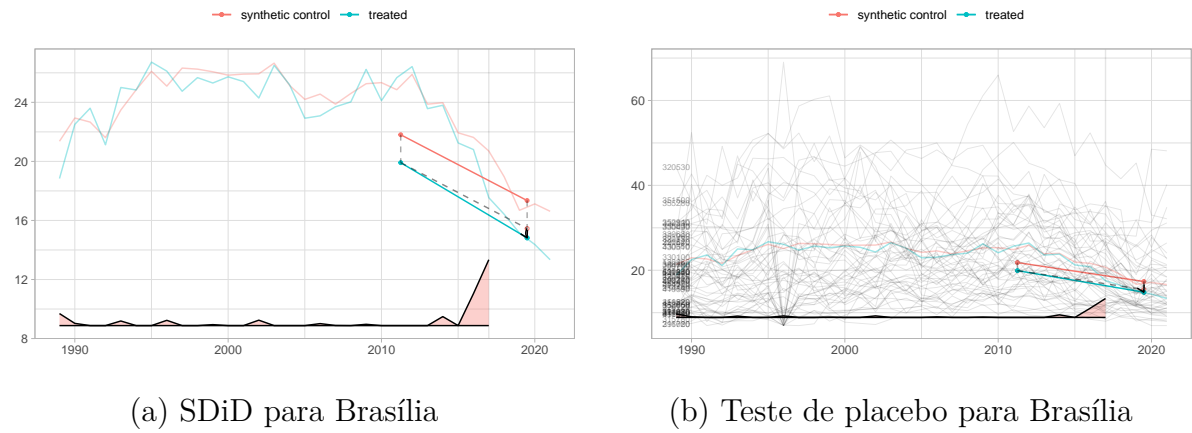 synthetic control treated
synthetic control treated
24
20
16
12
8
1990 2000 2010 2020
60
40
20
320530
1990 2000 2010 2020
(a) SDiD para Brasília
(b) Teste de placebo para Brasília